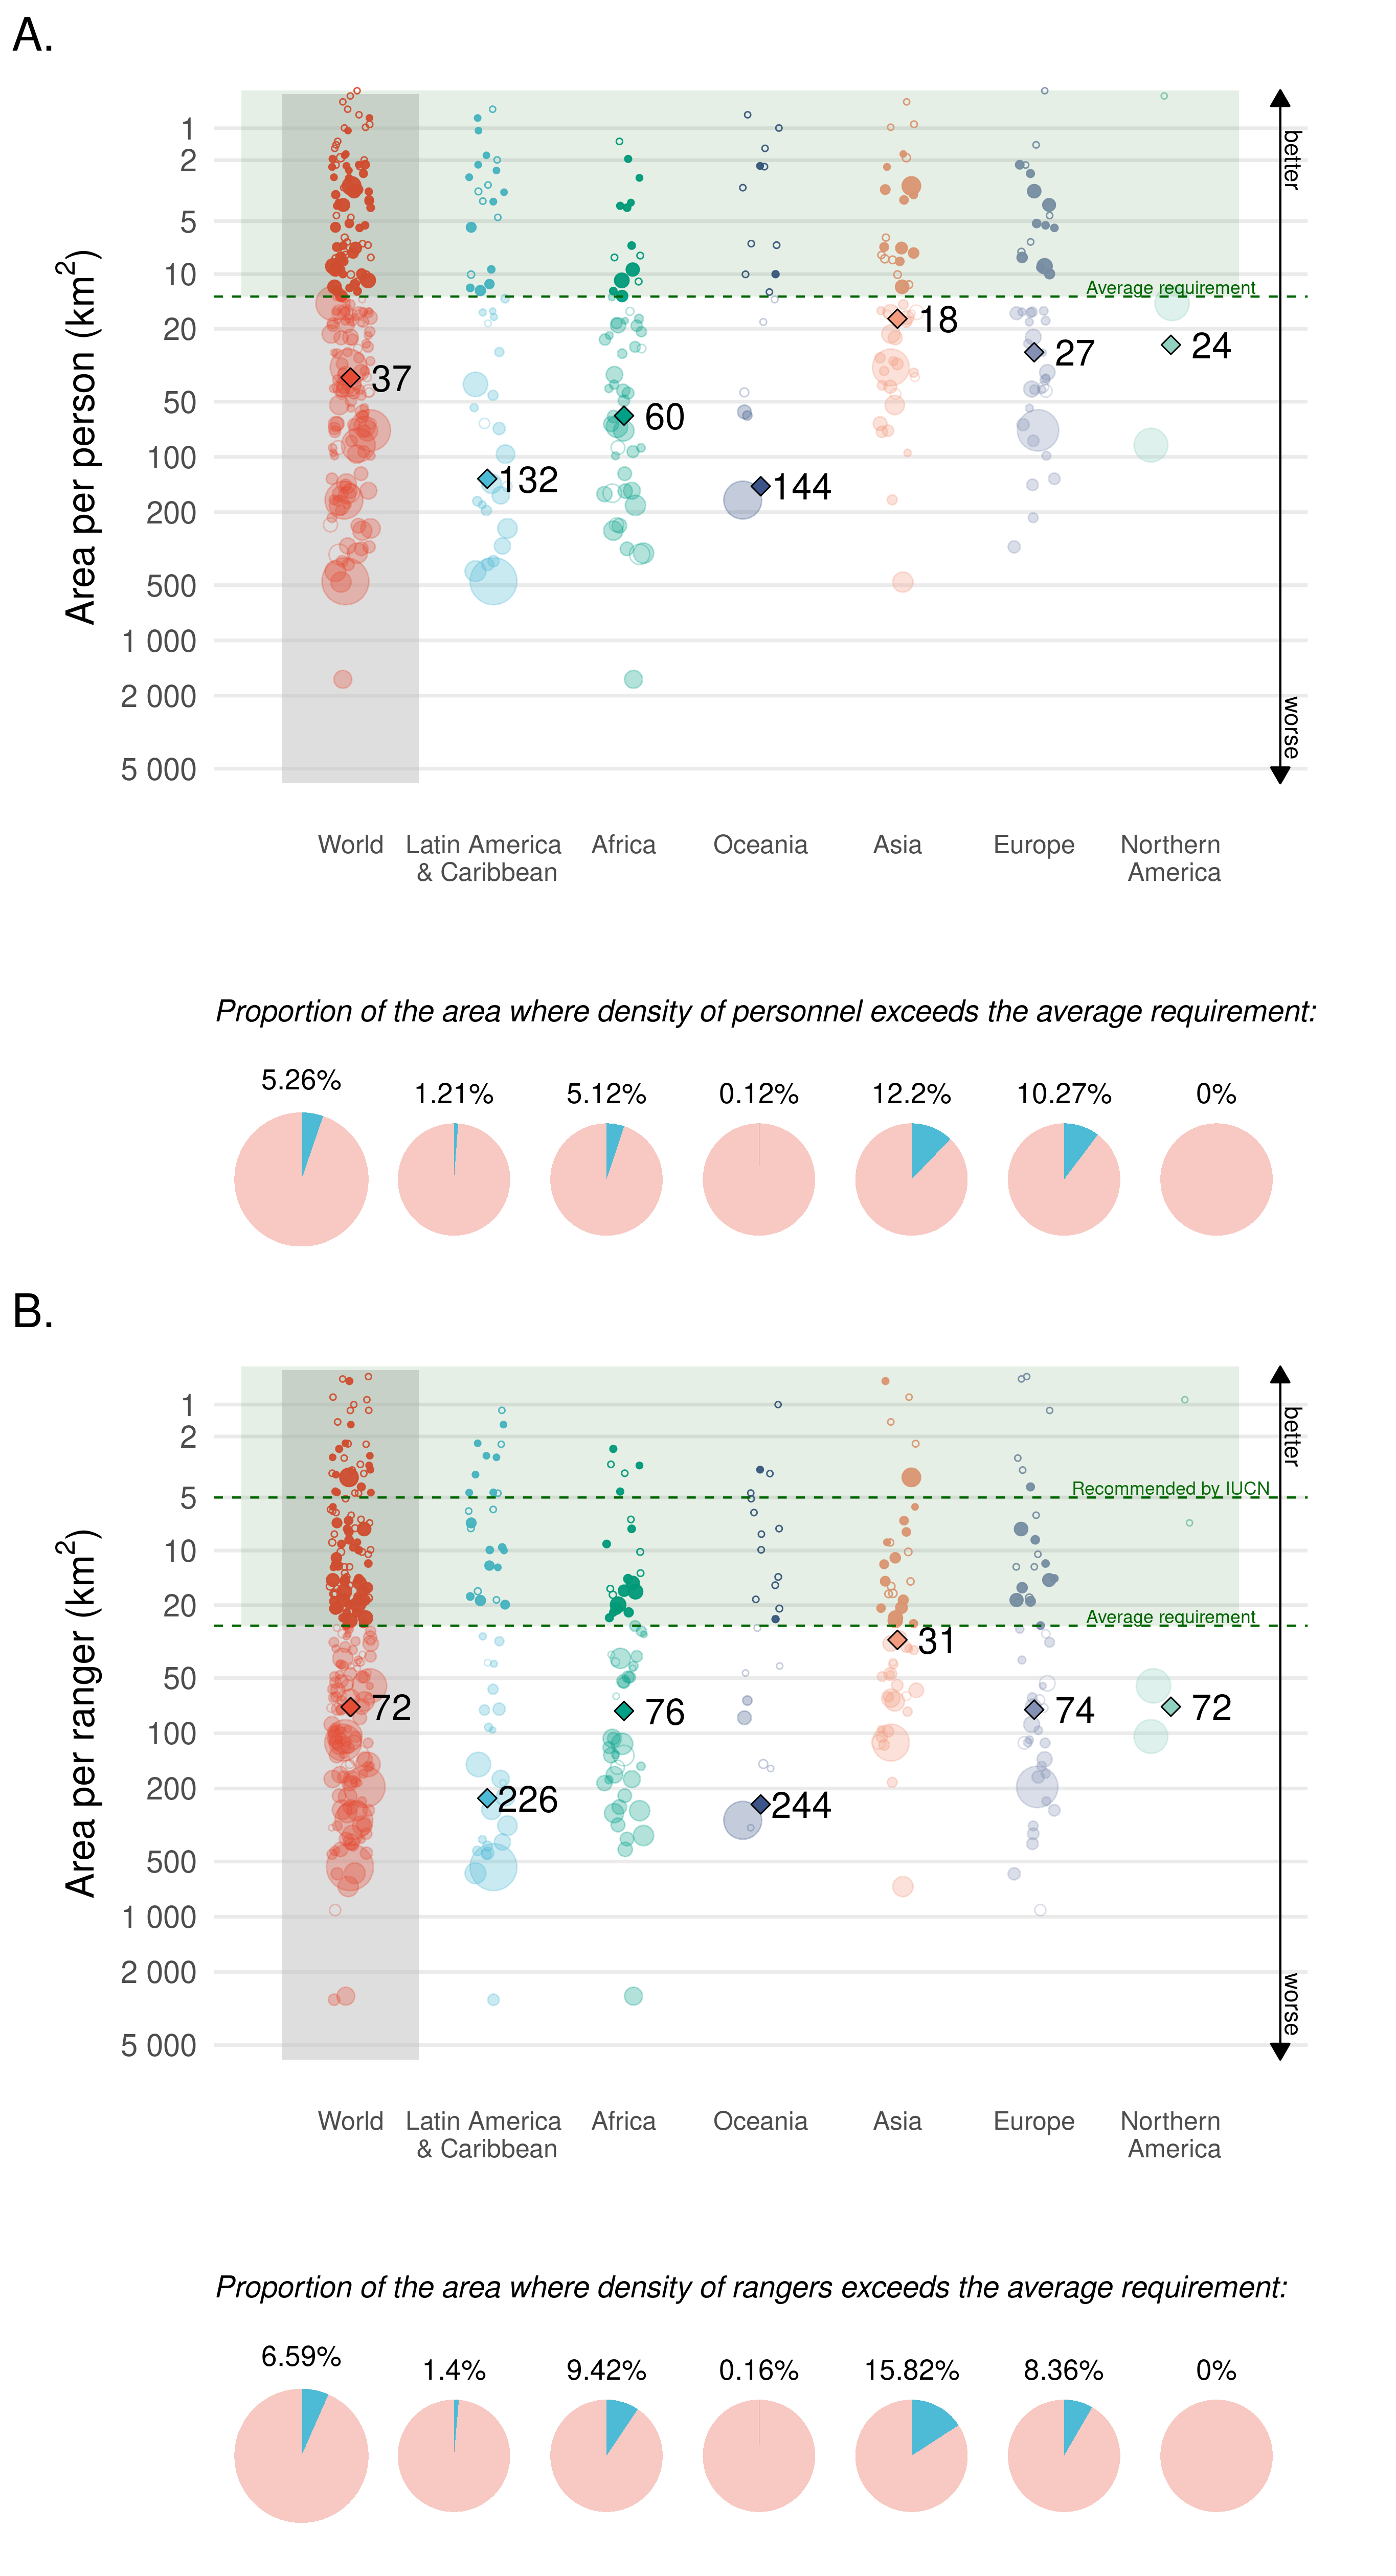 A.
Area per person (km2)
1
2
5
10
20
50
100
200
500
1 000
2 000
5 000
better
worse
Average requirement
37
132
60
144
18
27
24
World
Latin America
& Caribbean
Africa
Oceania
Asia
Europe
Northern
America
Proportion of the area where density of personnel exceeds the average requirement:
5.26%
1.21%
5.12%
0.12%
12.2%
10.27%
0%
B.
Area per ranger (km2)
1
2
5
10
20
50
100
200
500
1 000
2 000
5 000
better
worse
Recommended by IUCN
Average requirement
72
226
76
244
31
74
72
World
Latin America
& Caribbean
Africa
Oceania
Asia
Europe
Northern
America
Proportion of the area where density of rangers exceeds the average requirement:
6.59%
1.4%
9.42%
0.16%
15.82%
8.36%
0%